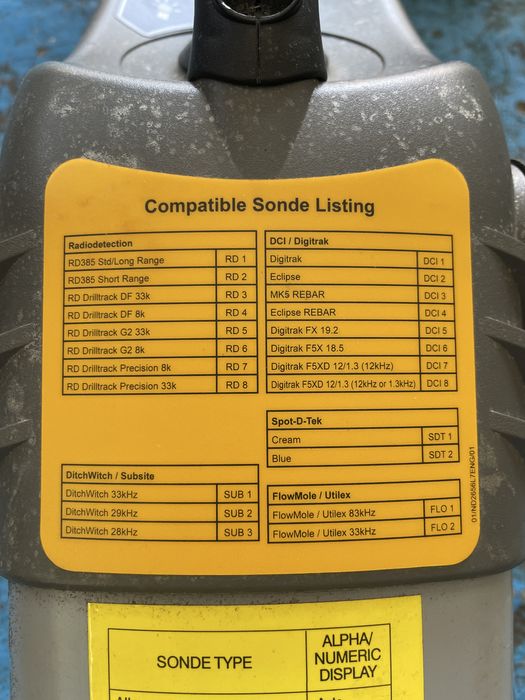 Compatible Sonde Listing
Radiodetection
RD385 Std/Long Range RD 1
RD385 Short Range RD 2
RD Drilltrack DF 33k RD 3
RD Drilltrack DF 8k RD 4
RD Drilltrack G2 33k RD 5
RD Drilltrack G2 8k RD 6
RD Drilltrack Precision 8k RD 7
RD Drilltrack Precision 33k RD 8
DCI / Digitrak
Digitrak DCI 1
Eclipse DCI 2
MK5 REBAR DCI 3
Eclipse REBAR DCI 4
Digitrak FX 19.2 DCI 5
Digitrak F5X 18.5 DCI 6
Digitrak F5XD 12/1.3 (12kHz) DCI 7
Digitrak F5XD 12/1.3 (12kHz or 1.3kHz) DCI 8
Spot-D-Tek
Cream SDT 1
Blue SDT 2
DitchWitch / Subsite
DitchWitch 33kHz SUB 1
DitchWitch 29kHz SUB 2
DitchWitch 28kHz SUB 3
FlowMole / Utilex
FlowMole / Utilex 83kHz FLO 1
FlowMole / Utilex 33kHz FLO 2
01/ND2656L7ENG/01
SONDE TYPE
ALPHA/
NUMERIC
DISPLAY